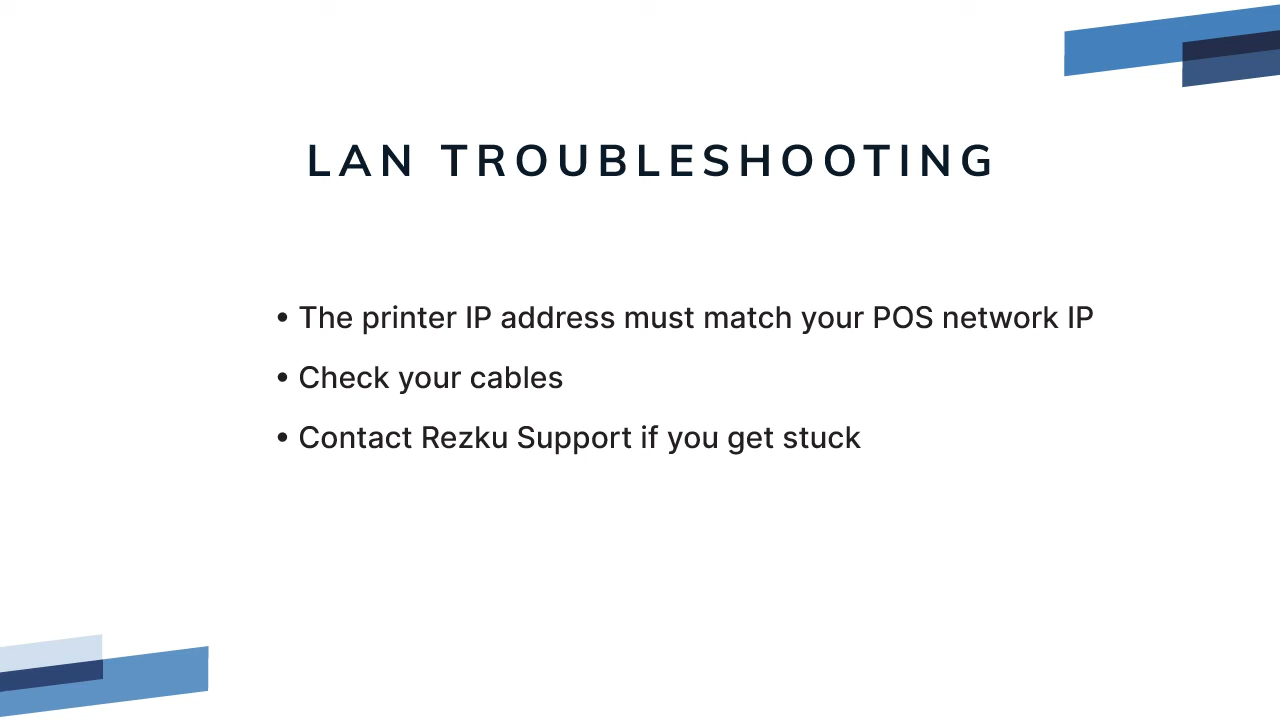 LAN TROUBLESHOOTING
• The printer IP address must match your POS network IP
• Check your cables
• Contact Rezku Support if you get stuck